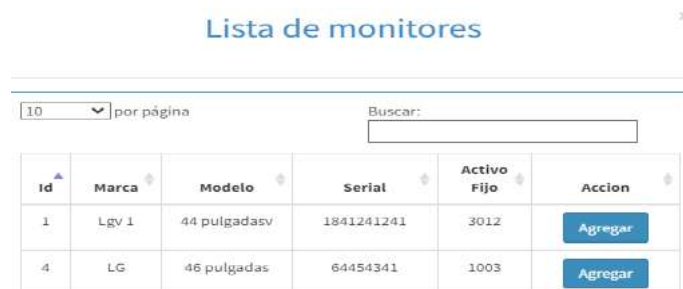 Lista de monitores
10 por página Buscar:
Id Marca Modelo Serial Activo Fijo Accion
1 Lgv 1 44 pulgadasv 1841241241 3012 Agregar
4 LG 46 pulgadas 64454341 1003 Agregar